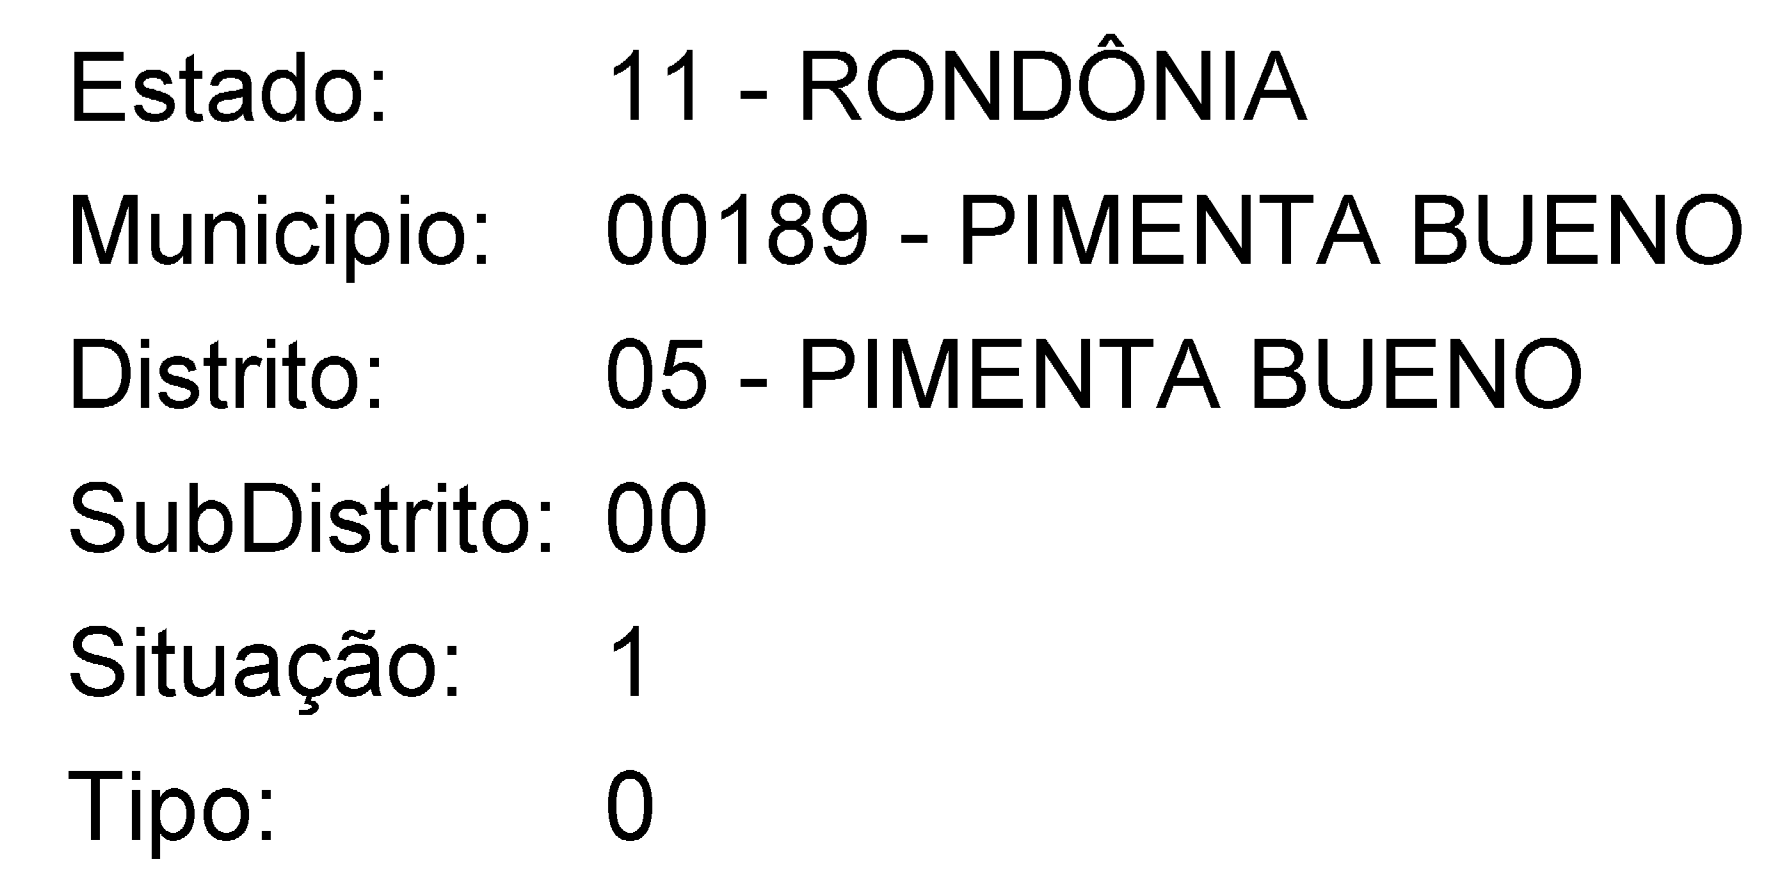 Estado: 11 - RONDÔNIA
Municipio: 00189 - PIMENTA BUENO
Distrito: 05 - PIMENTA BUENO
SubDistrito: 00
Situação: 1
Tipo: 0